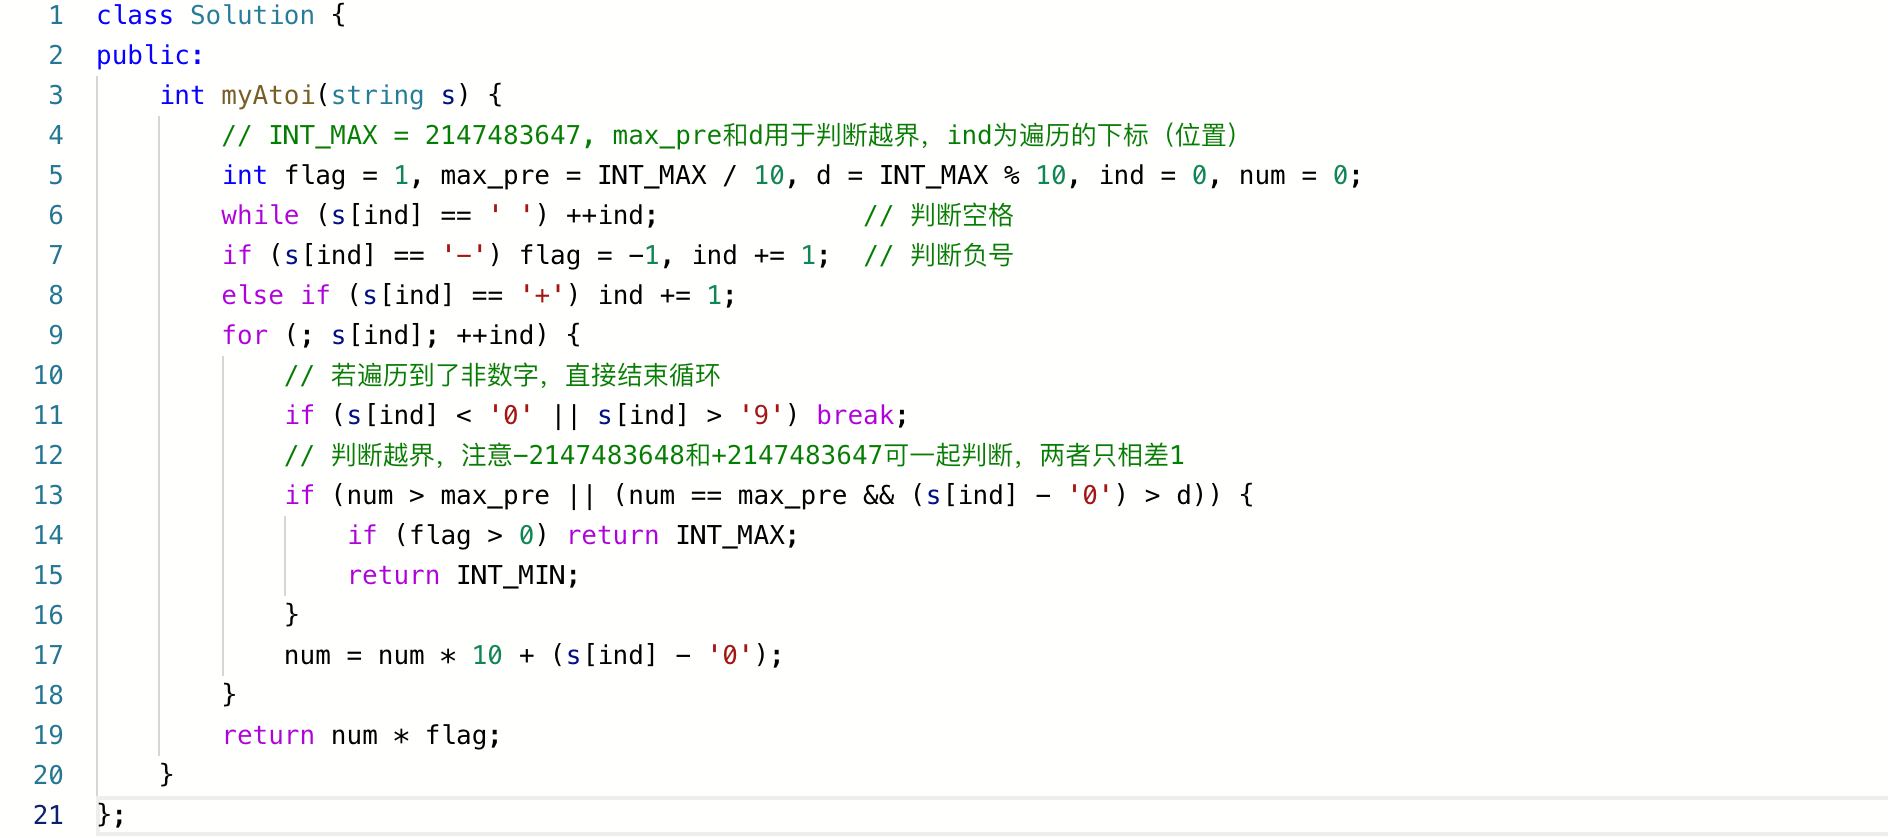 1 class Solution {
2 public:
3     int myAtoi(string s) {
4         // INT_MAX = 2147483647, max_pre和d用于判断越界，ind为遍历的下标（位置）
5         int flag = 1, max_pre = INT_MAX / 10, d = INT_MAX % 10, ind = 0, num = 0;
6         while (s[ind] == ' ') ++ind;             // 判断空格
7         if (s[ind] == '-') flag = -1, ind += 1;  // 判断负号
8         else if (s[ind] == '+') ind += 1;
9         for (; s[ind]; ++ind) {
10             // 若遍历到了非数字，直接结束循环
11             if (s[ind] < '0' || s[ind] > '9') break;
12             // 判断越界，注意-2147483648和+2147483647可一起判断，两者只相差1
13             if (num > max_pre || (num == max_pre && (s[ind] - '0') > d)) {
14                 if (flag > 0) return INT_MAX;
15                 return INT_MIN;
16             }
17             num = num * 10 + (s[ind] - '0');
18         }
19         return num * flag;
20     }
21 };